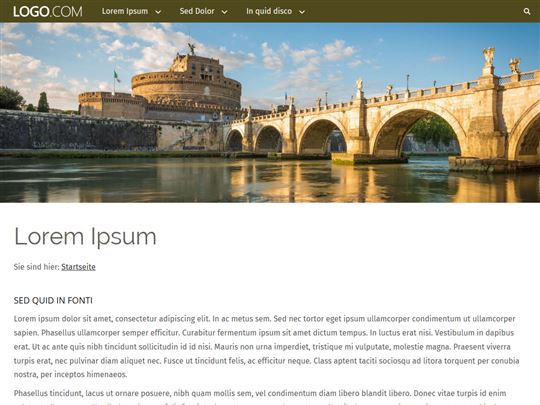 LOGO.COM
Lorem Ipsum
Sed Dolor
In quid disco
Lorem Ipsum
Sie sind hier: Startseite
SED QUID IN FONTI
Lorem ipsum dolor sit amet, consectetur adipiscing elit. In ac metus sem. Sed nec tortor eget ipsum ullamcorper condimentum ut ullamcorper
sapien. Phasellus ullamcorper semper efficitur. Curabitur fermentum ipsum sit amet dictum tempus. In luctus erat nisi. Vestibulum in dapibus
erat. Ut ac ante quis nibh tincidunt sollicitudin id id nisi. Mauris non urna imperdiet, tristique mi vulputate, molestie magna. Praesent viverra
turpis erat, nec pulvinar diam aliquet nec. Fusce ut tincidunt felis, ac efficitur neque. Class aptent taciti sociosqu ad litora torquent per conubia
nostra, per inceptos himenaeos.
Phasellus tincidunt, lacus ut ornare posuere, nibh quam mollis sem, vel condimentum diam libero blandit turpis. Donec vitae turpis id enim